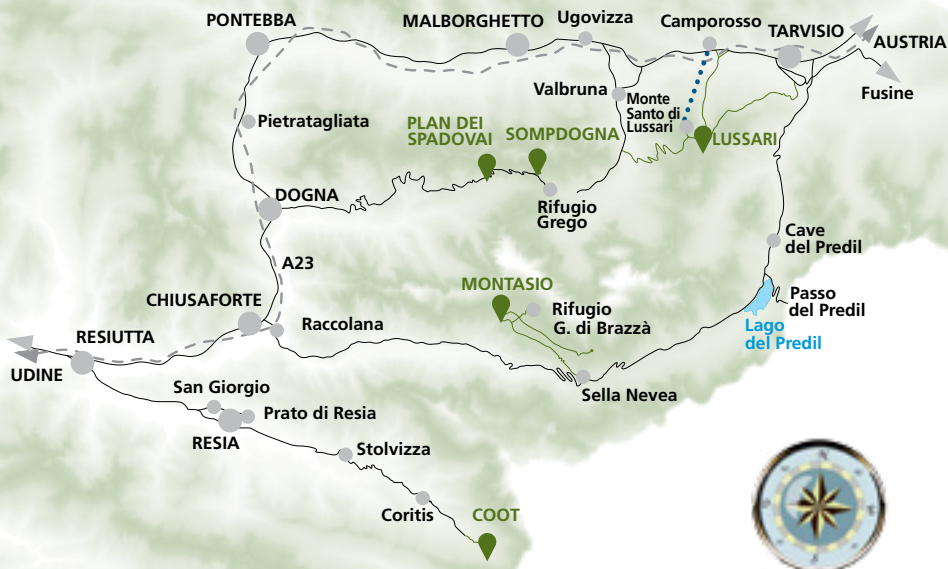 PONTEBBA
MALBORGHETTO
Ugovizza
Camporosso
TARVISIO
AUSTRIA
Fusine
Valbruna
Monte
Santo di
Lussari
LUSSARI
Pietratagliata
PLAN DEI
SPADOVAI
SOMPDOGNA
DOGNA
Rifugio
Grego
Cave
del Predil
A23
MONTASIO
Rifugio
G. di Brazzà
Passo
del Predil
Lago
del Predil
CHIUSAFORTE
Raccolana
RESIUTTA
UDINE
Sella Nevea
San Giorgio
Prato di Resia
RESIA
Stolvizza
Coritis
COOT